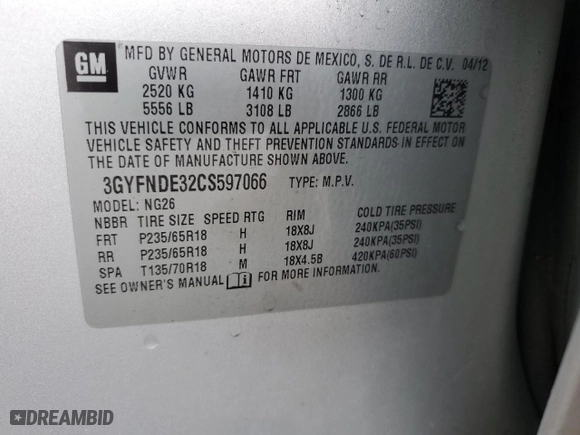 GM
MFD BY GENERAL MOTORS DE MEXICO, S. DE R.L. DE C.V. 04/12
GVWR GAWR FRT GAWR RR
2520 KG 1410 KG 1300 KG
5556 LB 3108 LB 2866 LB
THIS VEHICLE CONFORMS TO ALL APPLICABLE U.S. FEDERAL MOTOR
VEHICLE SAFETY AND THEFT PREVENTION STANDARDS IN EFFECT ON
THE DATE OF MANUFACTURE SHOWN ABOVE.
3GYFNDE32CS597066 TYPE: M.P.V.
MODEL: NG26
NBBR TIRE SIZE SPEED RTG RIM COLD TIRE PRESSURE
FRT P235/65R18 H 18X8J 240KPA(35PSI)
RR P235/65R18 H 18X8J 240KPA(35PSI)
SPA T135/70R18 M 18X4.5B 420KPA(60PSI)
SEE OWNER'S MANUAL FOR MORE INFORMATION.
DREAMBID